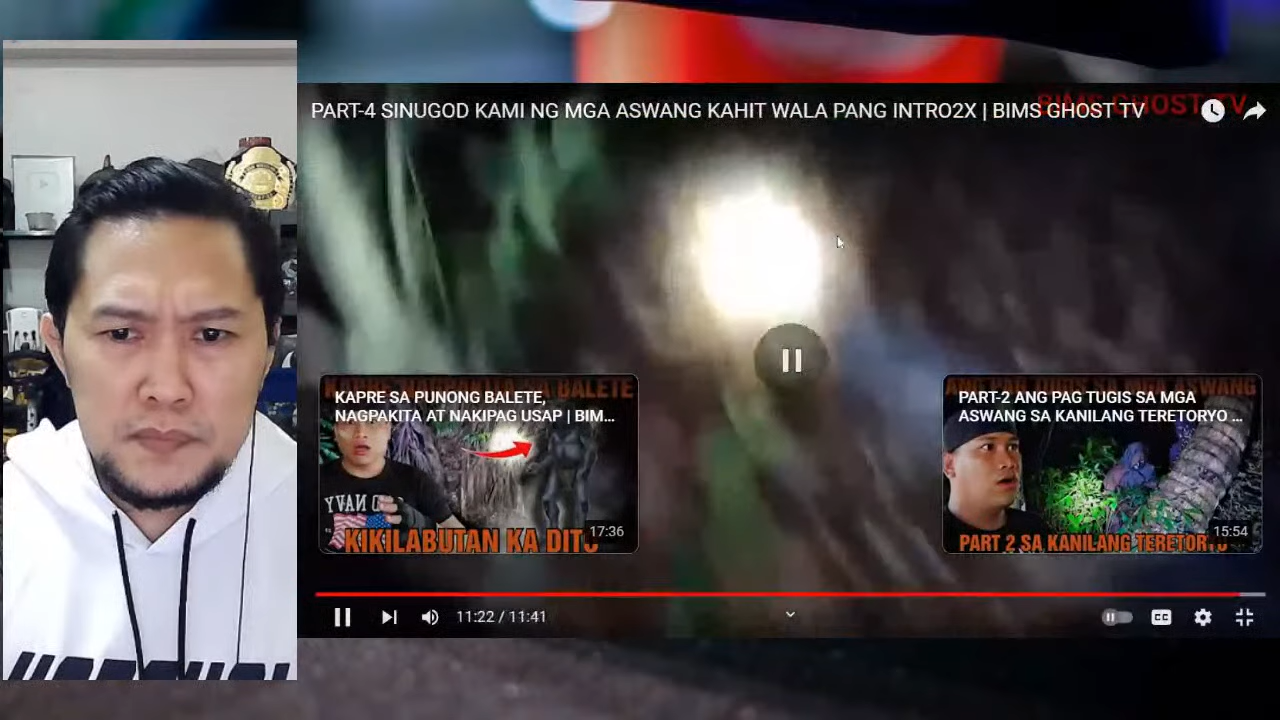 PART-4 SINUGOD KAMI NG MGA ASWANG KAHIT WALA PANG INTRO2X | BIMS GHOST TV
BIMS GHOST TV
KAPRE SA PUNONG BALETE,
NAGPAKITA AT NAKIPAG USAP | BIM...
NAVY
KIKILABUTAN KA DITO
17:36
PART-2 ANG PAG TUGIS SA MGA
ASWANG SA KANILANG TERETORYO ...
PART 2 SA KANILANG TERETORYO
15:54
11:22 / 11:41
CC